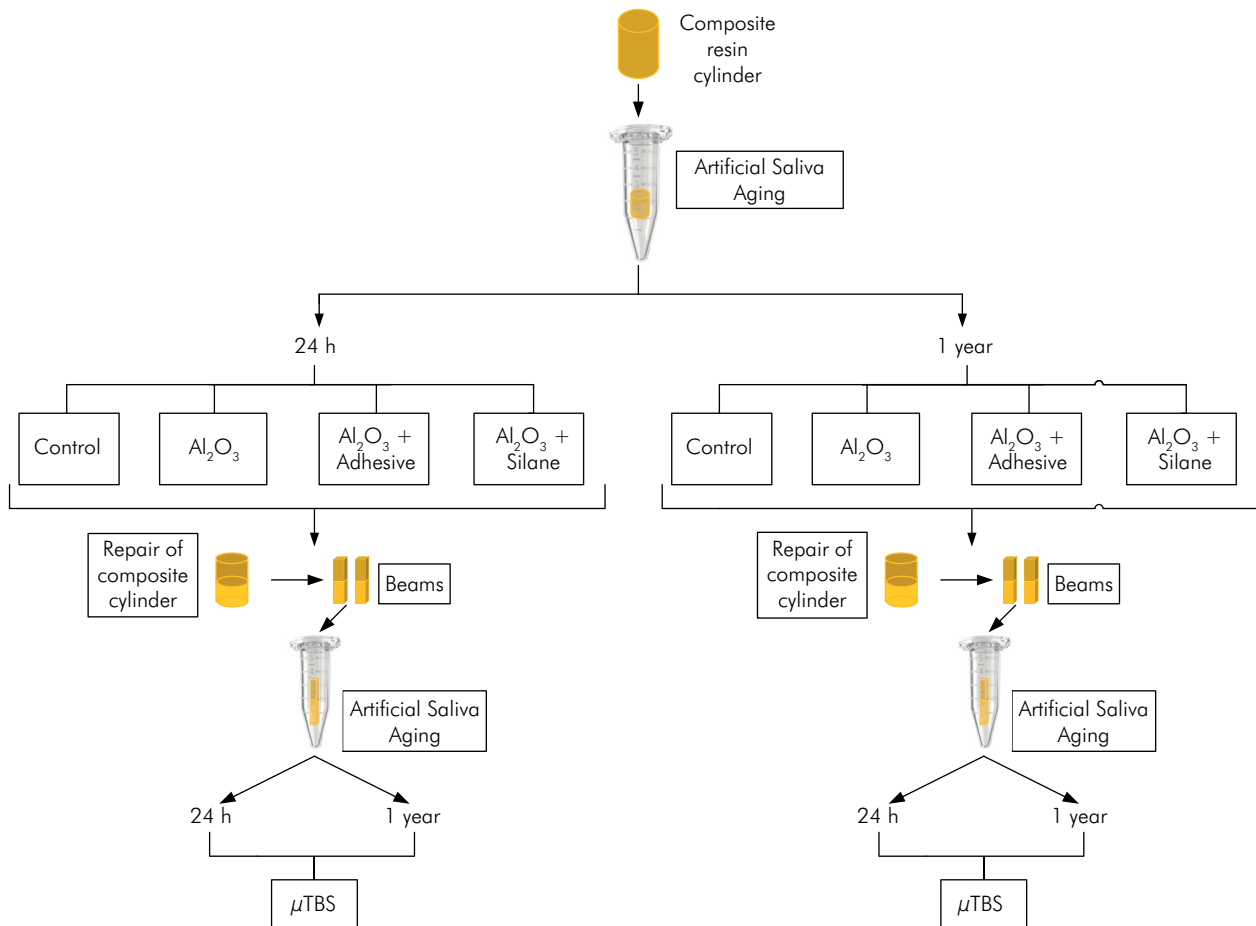 Composite
resin
cylinder
Artificial Saliva
Aging
24 h
1 year
Control
Al₂O₃
Al₂O₃ +
Adhesive
Al₂O₃ +
Silane
Control
Al₂O₃
Al₂O₃ +
Adhesive
Al₂O₃ +
Silane
Repair of
composite
cylinder
Beams
Repair of
composite
cylinder
Beams
Artificial Saliva
Aging
Artificial Saliva
Aging
24 h
1 year
24 h
1 year
µTBS
µTBS